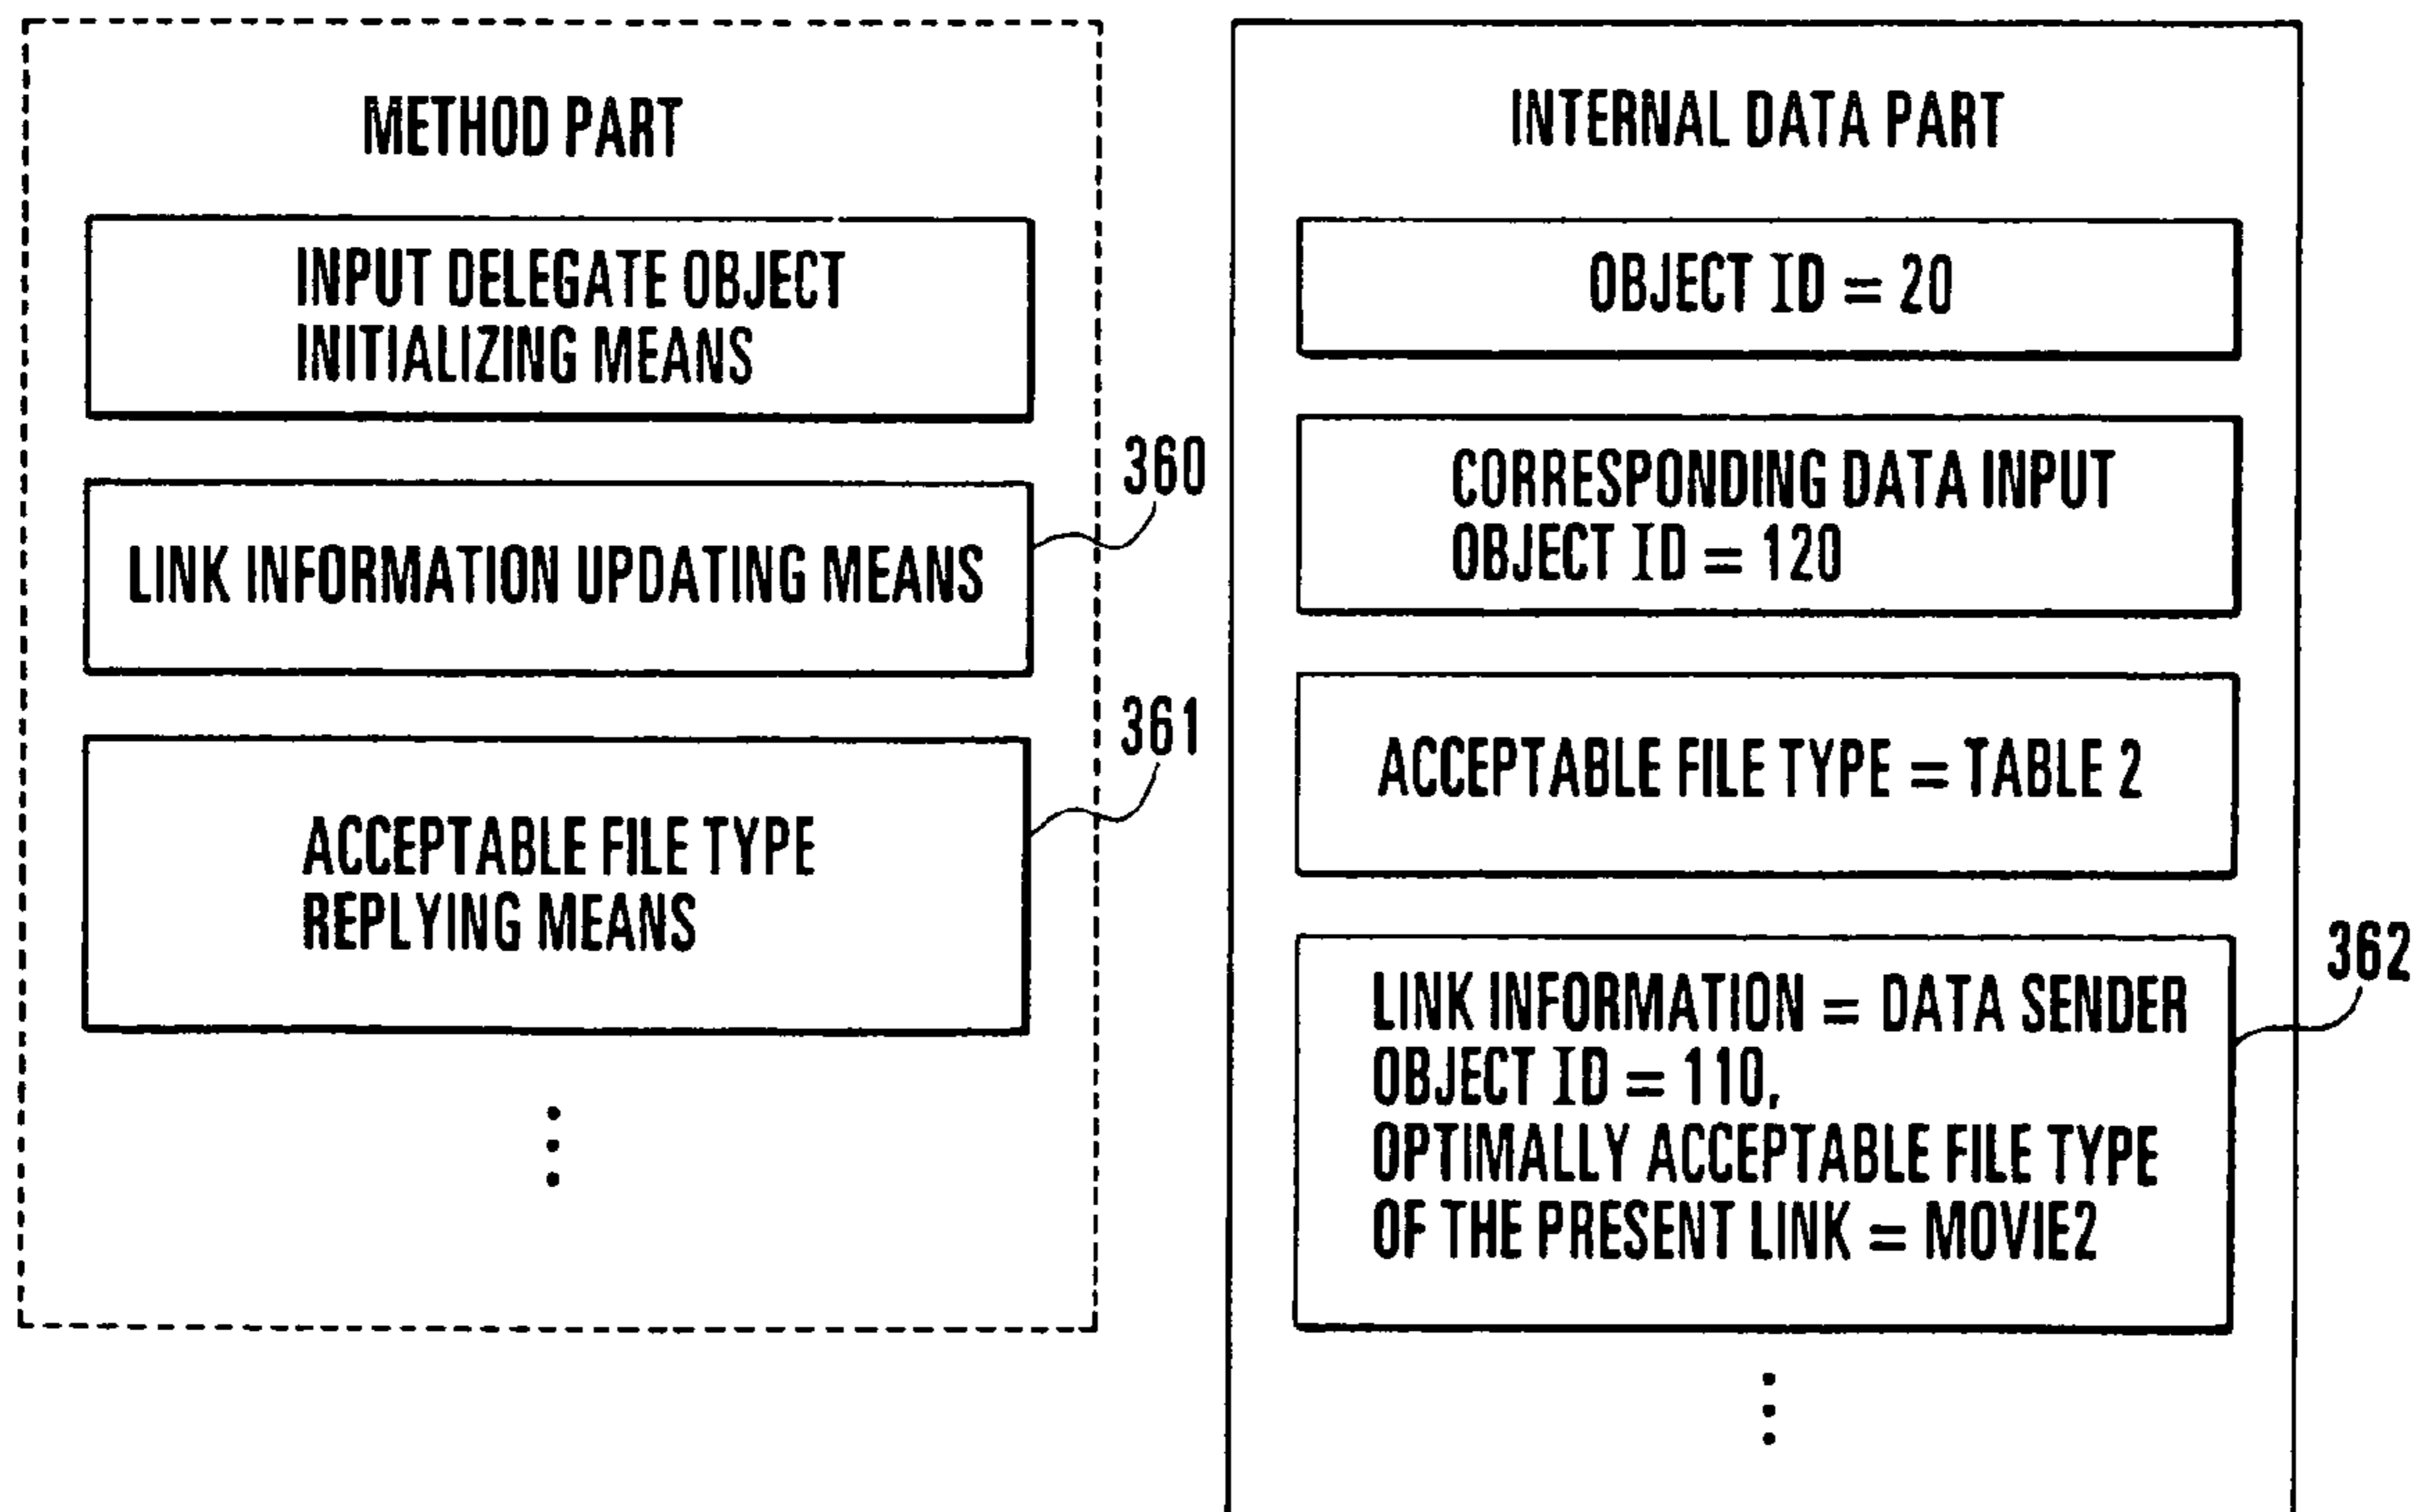 METHOD PART
INPUT DELEGATE OBJECT
INITIALIZING MEANS
360
LINK INFORMATION UPDATING MEANS
361
ACCEPTABLE FILE TYPE
REPLYING MEANS
INTERNAL DATA PART
OBJECT ID = 20
CORRESPONDING DATA INPUT
OBJECT ID = 120
ACCEPTABLE FILE TYPE = TABLE 2
362
LINK INFORMATION = DATA SENDER
OBJECT ID = 110,
OPTIMALLY ACCEPTABLE FILE TYPE
OF THE PRESENT LINK = MOVIE2